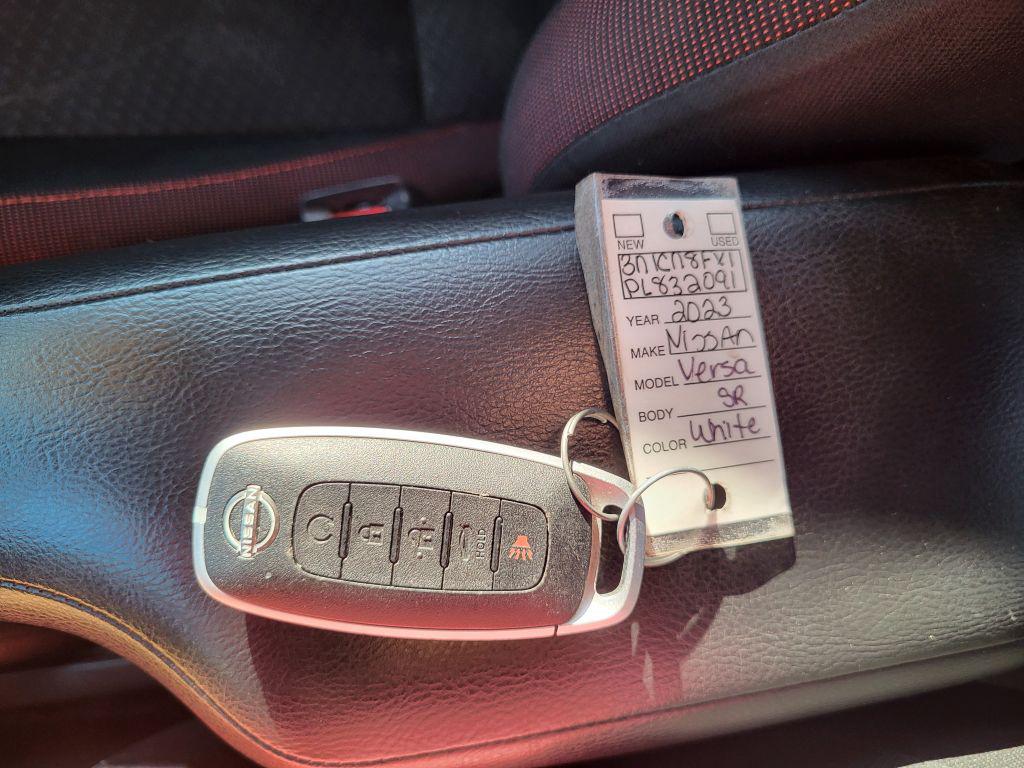 NEW USED
3N1CN8FV1
PL832091
YEAR 2023
MAKE Nissan
MODEL Versa
BODY SR
COLOR White
NISSAN
HOLD